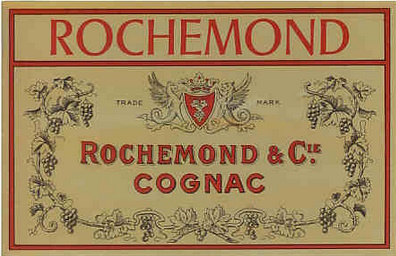 ROCHEMOND
TRADE MARK
ROCHEMOND & CIE.
COGNAC